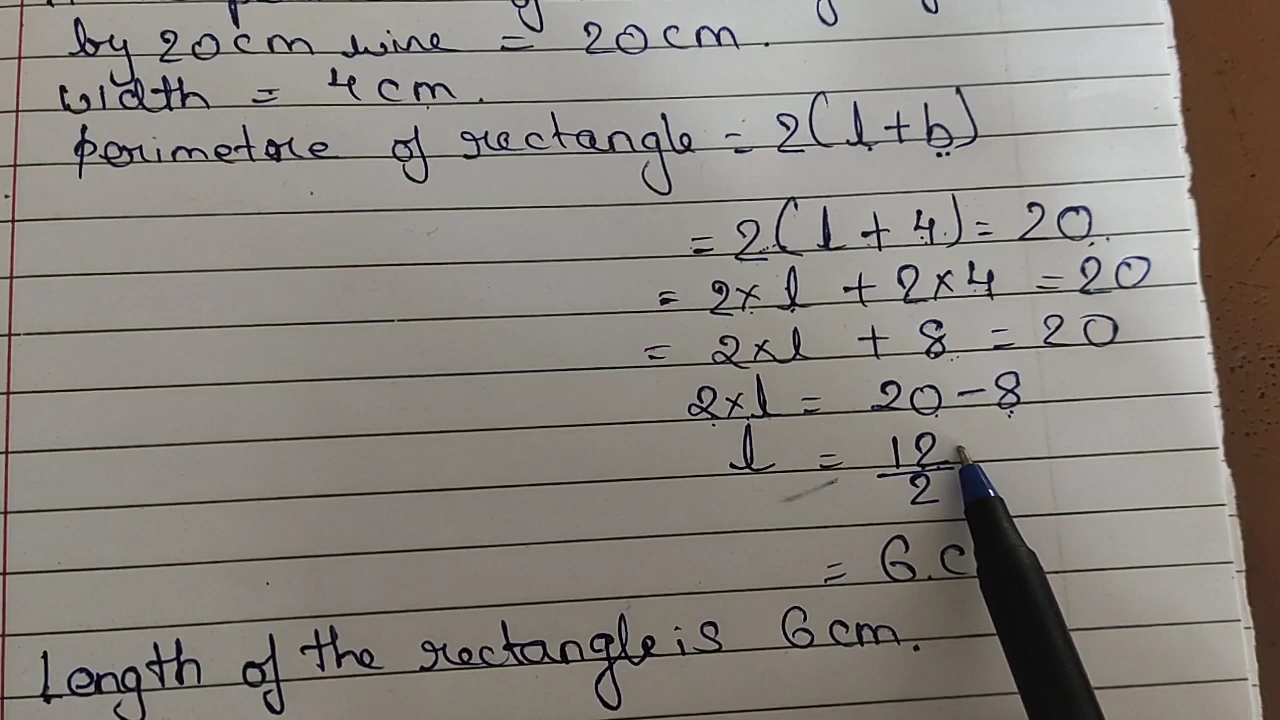 by 20cm wire = 20cm.
width = 4cm.
perimetore of rectangle = 2(l+b)
= 2(l+4)= 20
= 2×l + 2×4 = 20
= 2×l + 8 = 20
2×l = 20-8
l = 12/2
= 6.c
Length of the rectangle is 6cm.